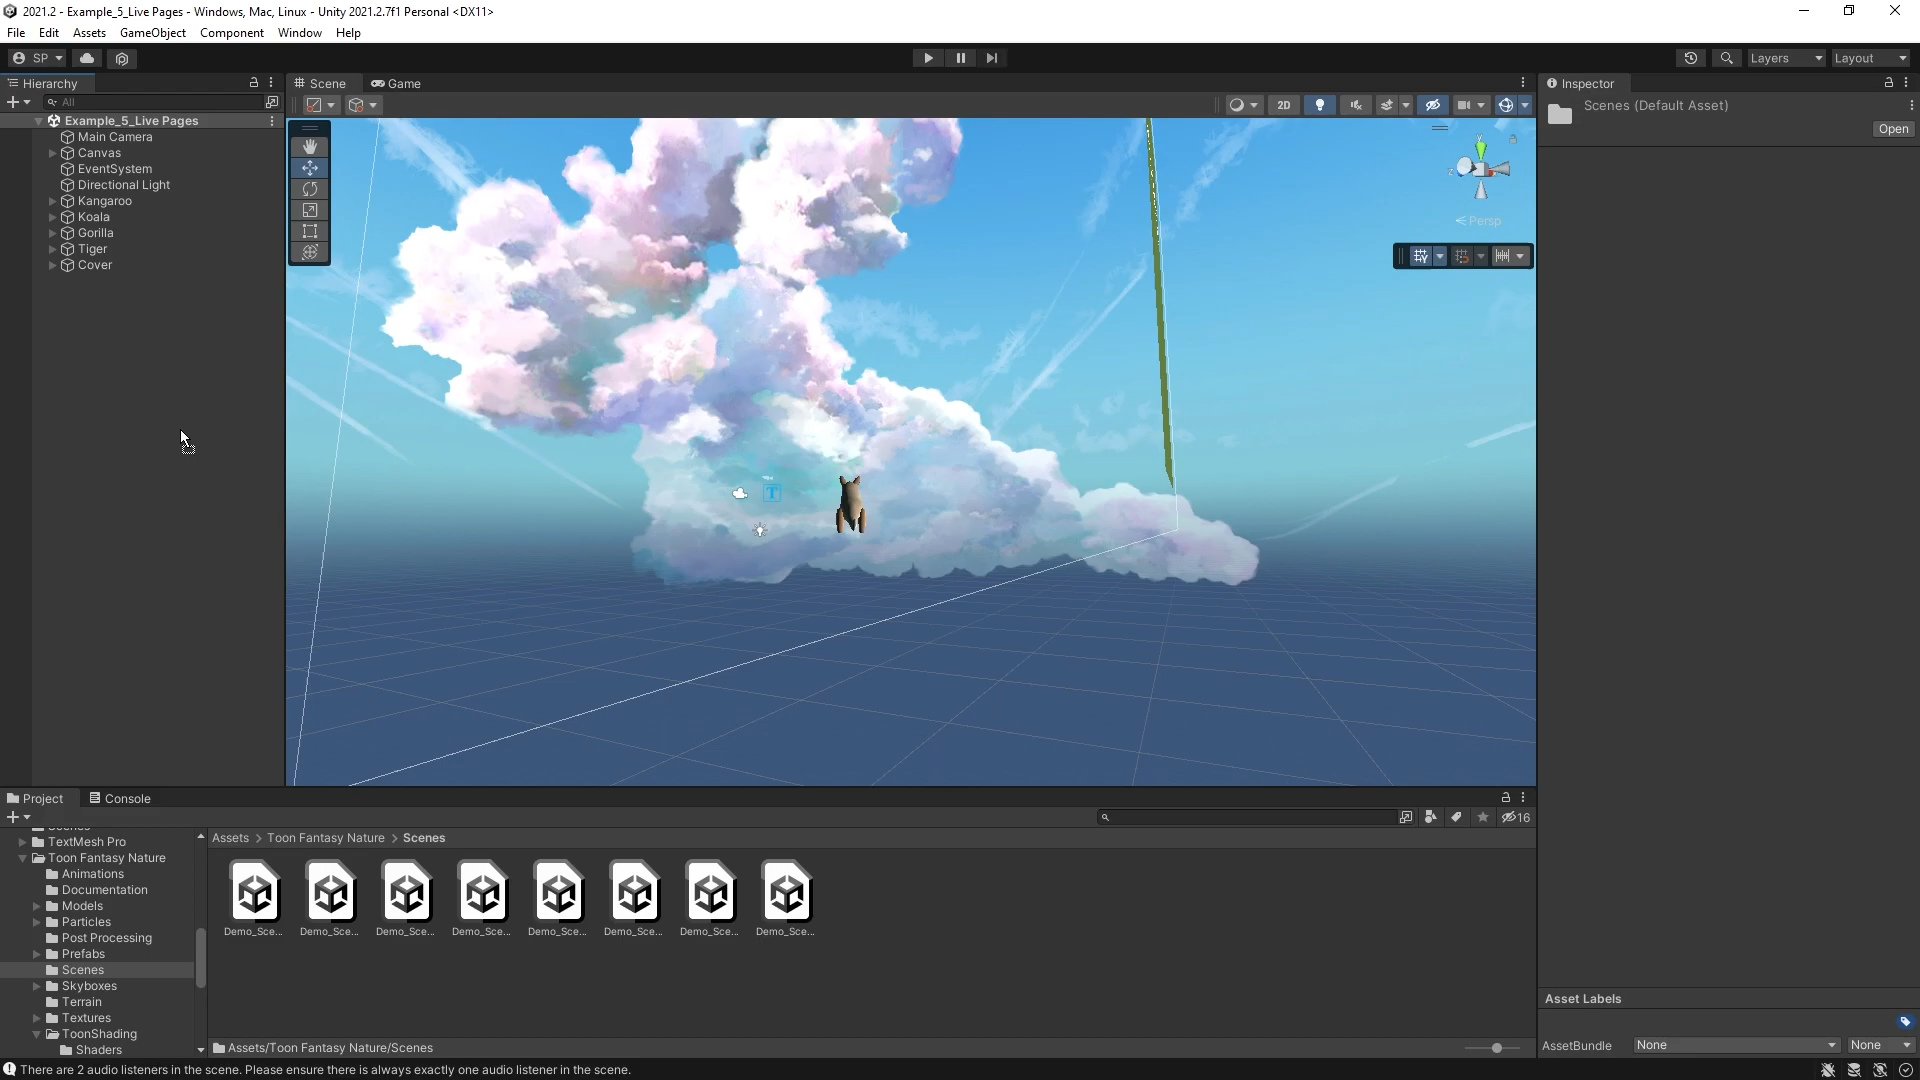 2021.2 - Example_5_Live Pages - Windows, Mac, Linux - Unity 2021.2.7f1 Personal <DX11>
File Edit Assets GameObject Component Window Help
SP
Layers Layout
Hierarchy
All
Example_5_Live Pages
Main Camera
Canvas
EventSystem
Directional Light
Kangaroo
Koala
Gorilla
Tiger
Cover
Scene Game
2D
y
z
< Persp
T
Inspector
Scenes (Default Asset)
Open
Project Console
16
TextMesh Pro
Toon Fantasy Nature
Animations
Documentation
Models
Particles
Post Processing
Prefabs
Scenes
Skyboxes
Terrain
Textures
ToonShading
Shaders
Assets > Toon Fantasy Nature > Scenes
Demo_Sce... Demo_Sce... Demo_Sce... Demo_Sce... Demo_Sce... Demo_Sce... Demo_Sce... Demo_Sce...
Assets/Toon Fantasy Nature/Scenes
Asset Labels
AssetBundle None None
There are 2 audio listeners in the scene. Please ensure there is always exactly one audio listener in the scene.